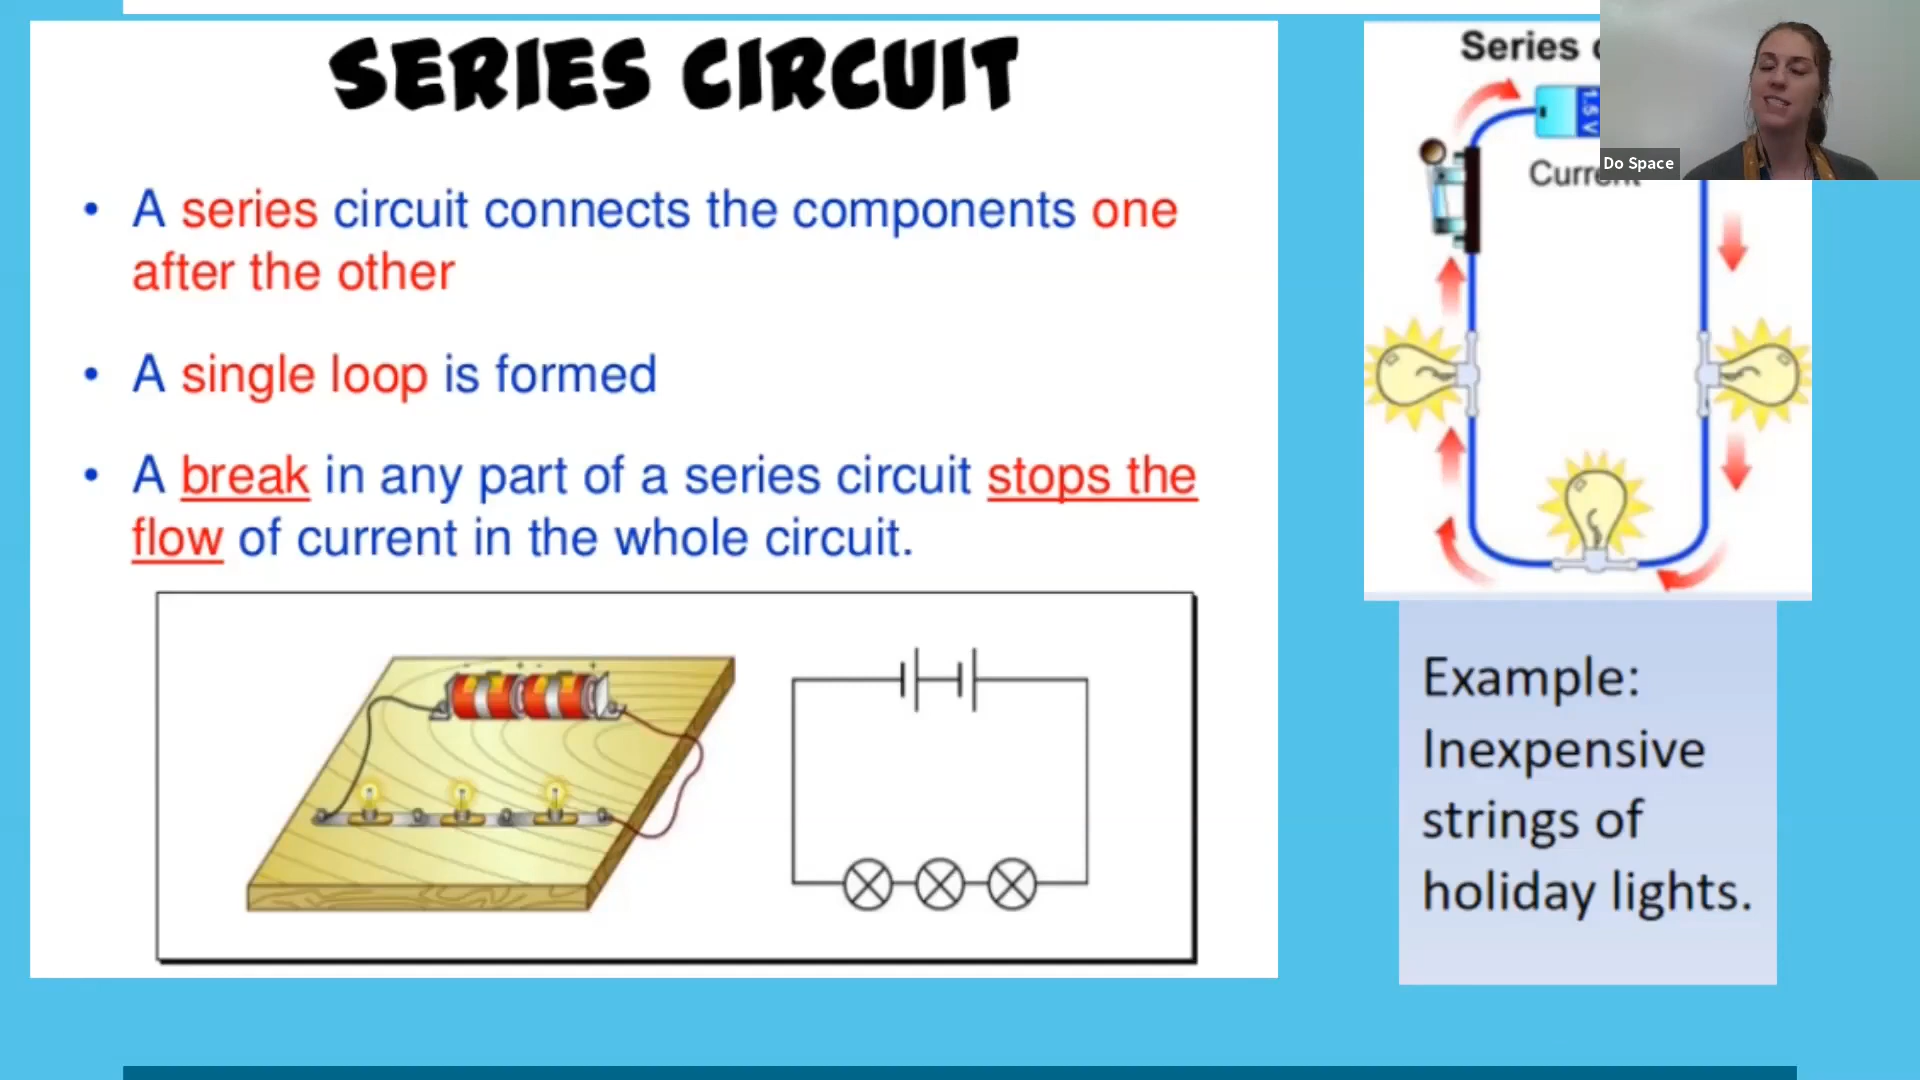 SERIES CIRCUIT
• A series circuit connects the components one
after the other
• A single loop is formed
• A break in any part of a series circuit stops the
flow of current in the whole circuit.
Series
1.5 V
Current
Do Space
Example:
Inexpensive
strings of
holiday lights.